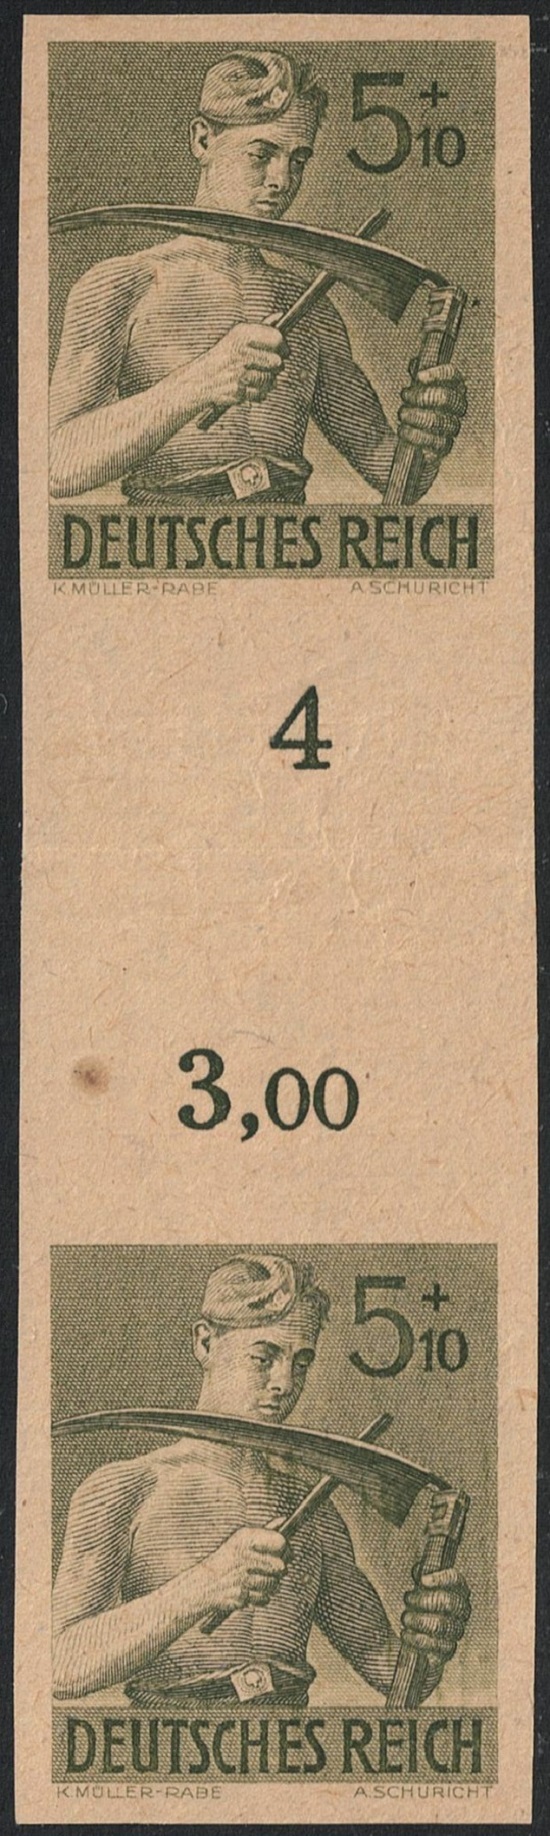 5+10
DEUTSCHES REICH
K.MÜLLER-RABE A.SCHURICHT
4
3,00
5+10
DEUTSCHES REICH
K.MÜLLER-RABE A.SCHURICHT